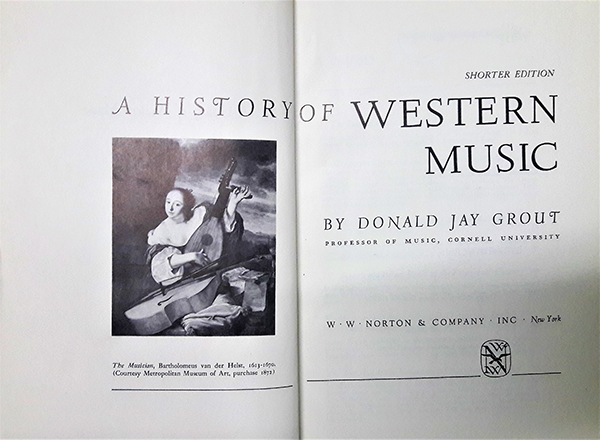 SHORTER EDITION
A HISTORY OF WESTERN
MUSIC
BY DONALD JAY GROUT
PROFESSOR OF MUSIC, CORNELL UNIVERSITY
W · W · NORTON & COMPANY · INC · New York
The Musician, Bartholomeus van der Helst, 1613-1670.
(Courtesy Metropolitan Museum of Art, purchase 1872)